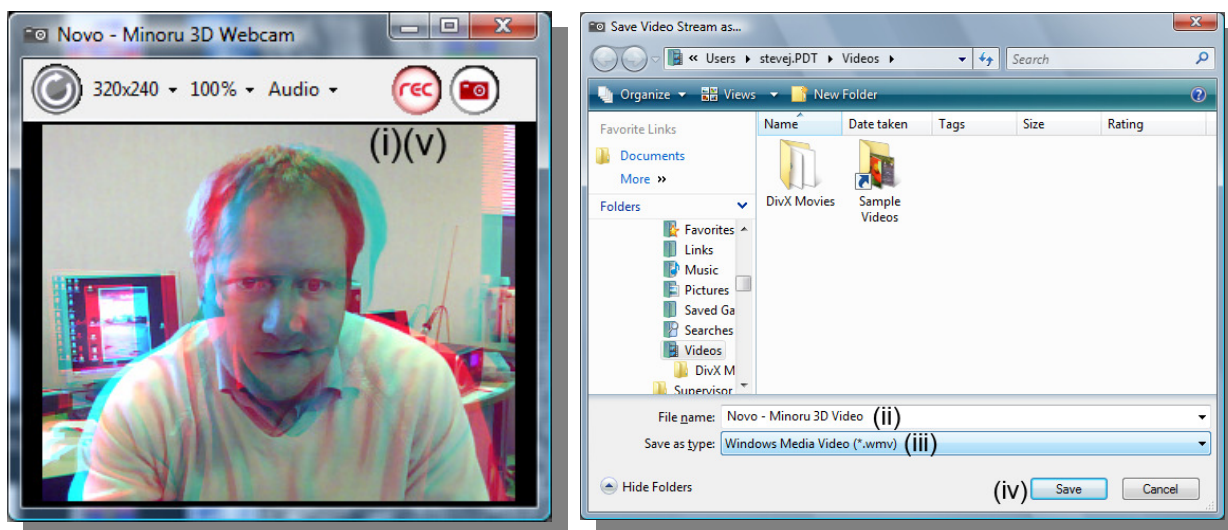 Novo - Minoru 3D Webcam
320x240 100% Audio rec
(i)(v)
Save Video Stream as...
« Users stevej.PDT Videos Search
Organize Views New Folder
Favorite Links
Documents
More »
Folders
Favorites
Links
Music
Pictures
Saved Ga
Searches
Videos
DivX M
Supervisor
Name Date taken Tags Size Rating
DivX Movies
Sample
Videos
File name: Novo - Minoru 3D Video (ii)
Save as type: Windows Media Video (*.wmv) (iii)
Hide Folders (iv) Save Cancel